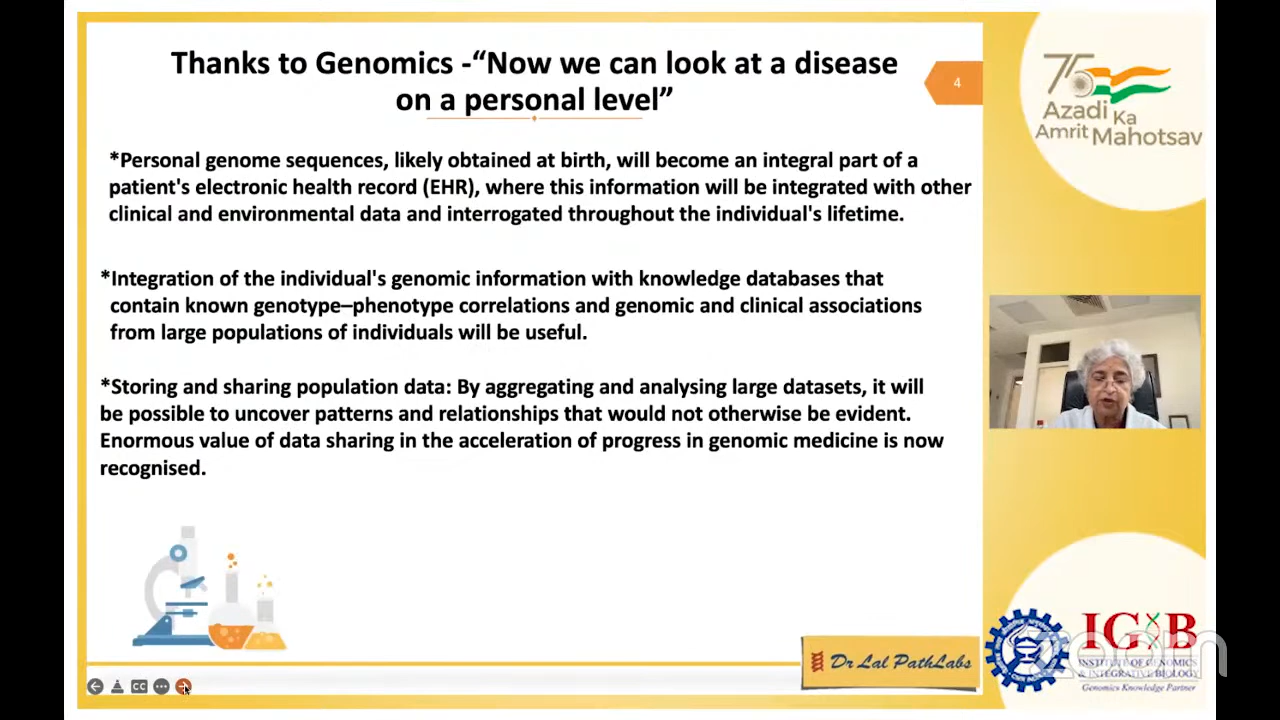 Thanks to Genomics -“Now we can look at a disease
on a personal level”
4
*Personal genome sequences, likely obtained at birth, will become an integral part of a
patient's electronic health record (EHR), where this information will be integrated with other
clinical and environmental data and interrogated throughout the individual's lifetime.
*Integration of the individual's genomic information with knowledge databases that
contain known genotype–phenotype correlations and genomic and clinical associations
from large populations of individuals will be useful.
*Storing and sharing population data: By aggregating and analysing large datasets, it will
be possible to uncover patterns and relationships that would not otherwise be evident.
Enormous value of data sharing in the acceleration of progress in genomic medicine is now
recognised.
Dr Lal PathLabs
CC
75
Azadi Ka
Amrit Mahotsav
IGIB
INSTITUTE OF GENOMICS
& INTEGRATIVE BIOLOGY
Genomics Knowledge Partner
zoom